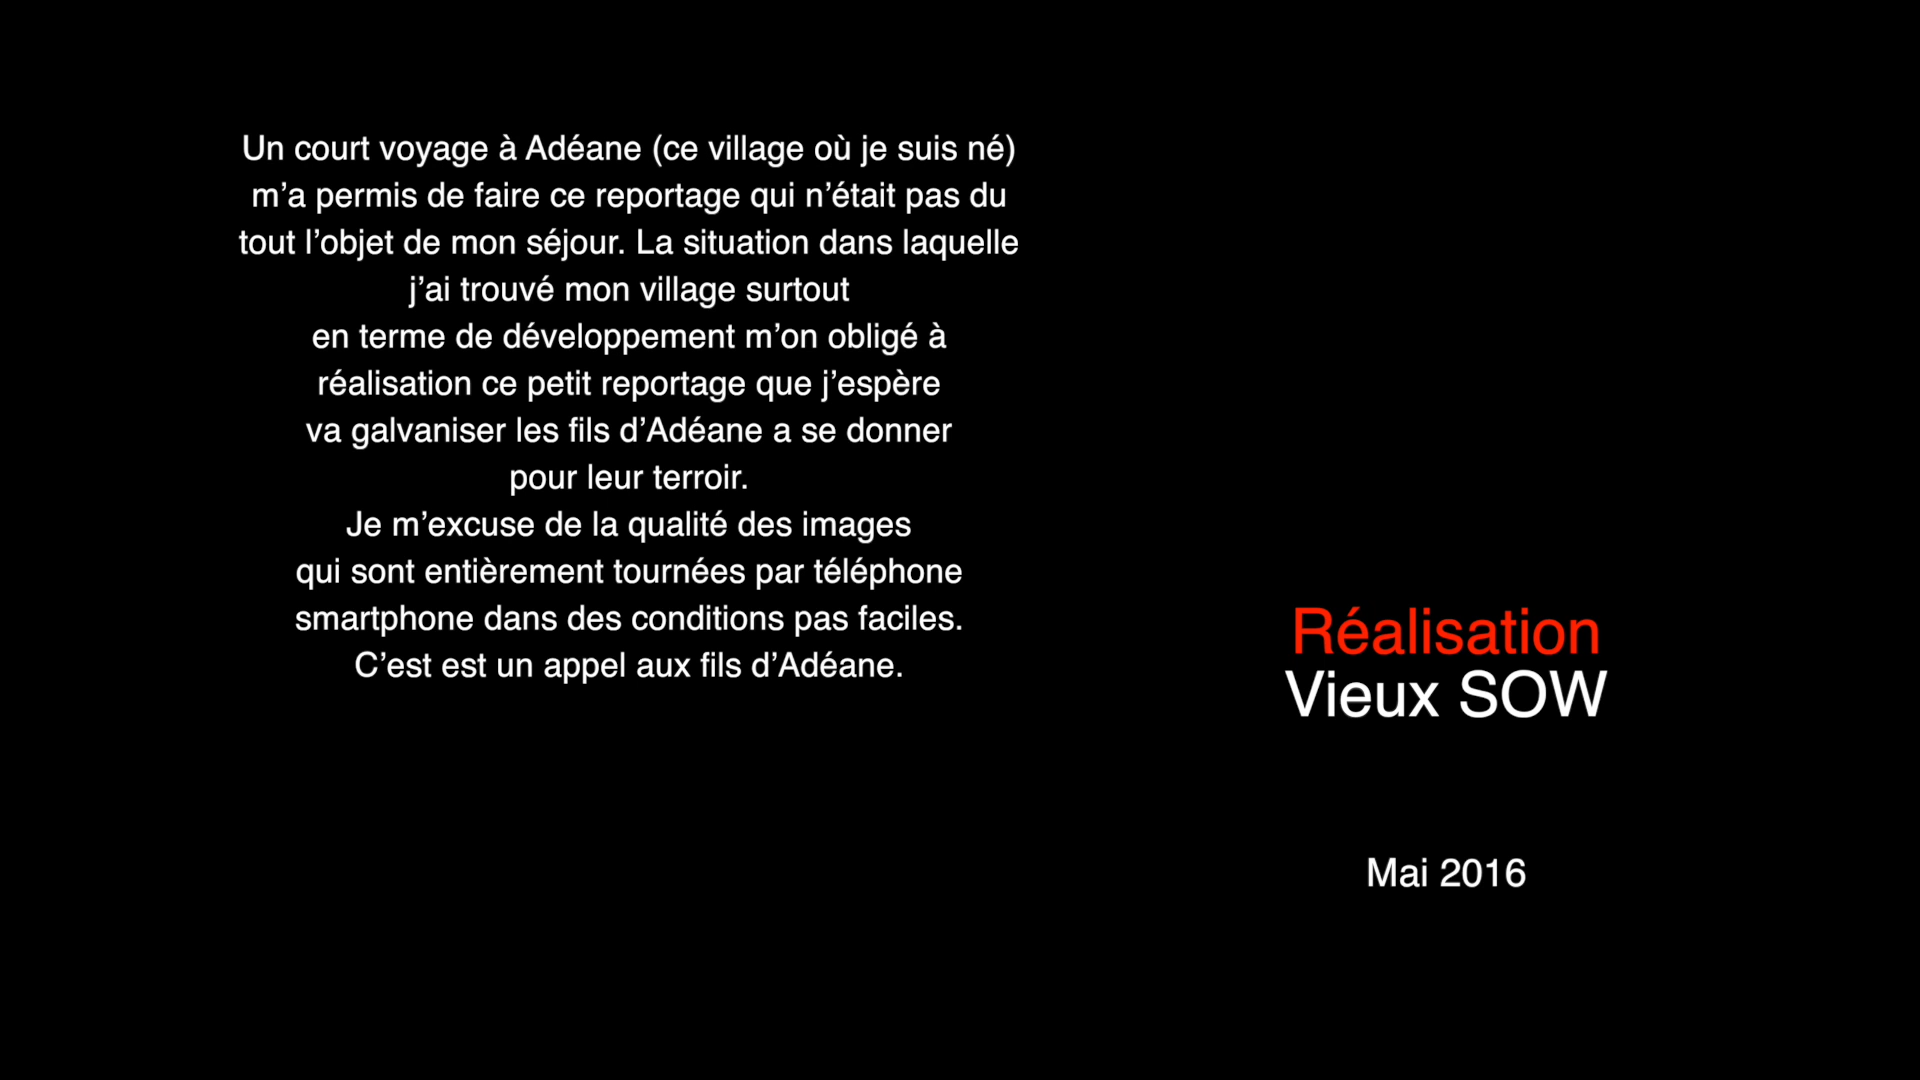 Un court voyage à Adéane (ce village où je suis né)
m’a permis de faire ce reportage qui n’était pas du
tout l’objet de mon séjour. La situation dans laquelle
j’ai trouvé mon village surtout
en terme de développement m’on obligé à
réalisation ce petit reportage que j’espère
va galvaniser les fils d’Adéane a se donner
pour leur terroir.
Je m’excuse de la qualité des images
qui sont entièrement tournées par téléphone
smartphone dans des conditions pas faciles.
C’est est un appel aux fils d’Adéane.
Réalisation
Vieux SOW
Mai 2016